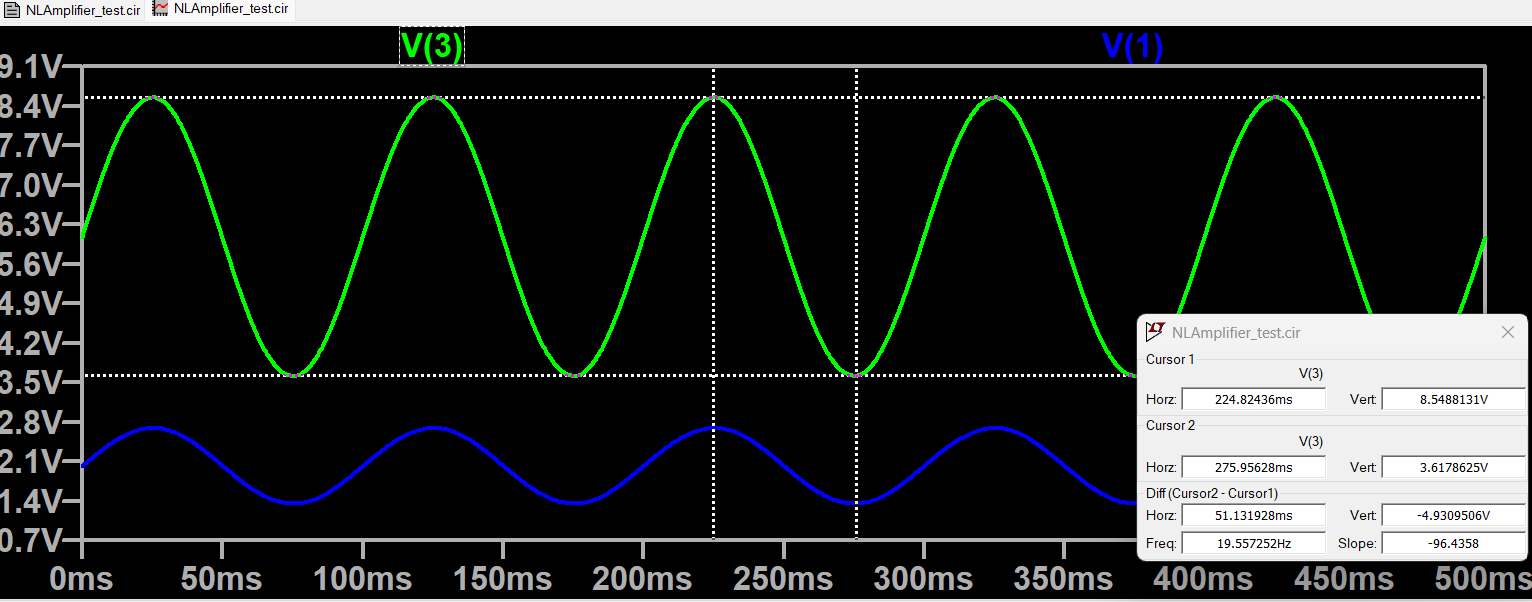 NLAmplifier_test.cir NLAmplifier_test.cir
V(3) V(1)
9.1V
8.4V
7.7V
7.0V
6.3V
5.6V
4.9V
4.2V
3.5V
2.8V
2.1V
1.4V
0.7V
0ms 50ms 100ms 150ms 200ms 250ms 300ms 350ms 400ms 450ms 500ms
NLAmplifier_test.cir
Cursor 1
V(3)
Horz: 224.82436ms Vert: 8.5488131V
Cursor 2
V(3)
Horz: 275.95628ms Vert: 3.6178625V
Diff (Cursor2 - Cursor1)
Horz: 51.131928ms Vert: -4.9309506V
Freq: 19.557252Hz Slope: -96.4358